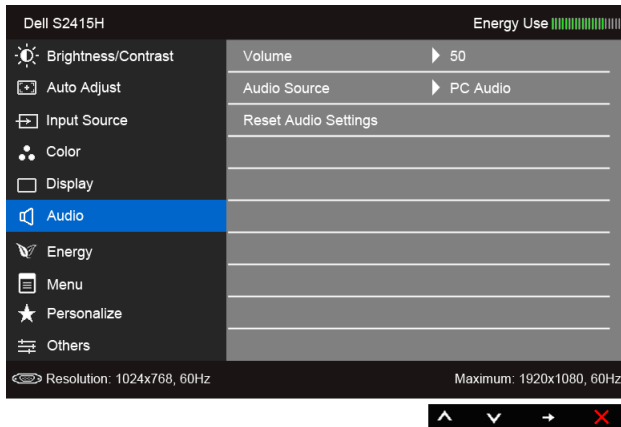 Dell S2415H Energy Use
Brightness/Contrast Volume 50
Auto Adjust Audio Source PC Audio
Input Source Reset Audio Settings
Color
Display
Audio
Energy
Menu
Personalize
Others
Resolution: 1024x768, 60Hz Maximum: 1920x1080, 60Hz